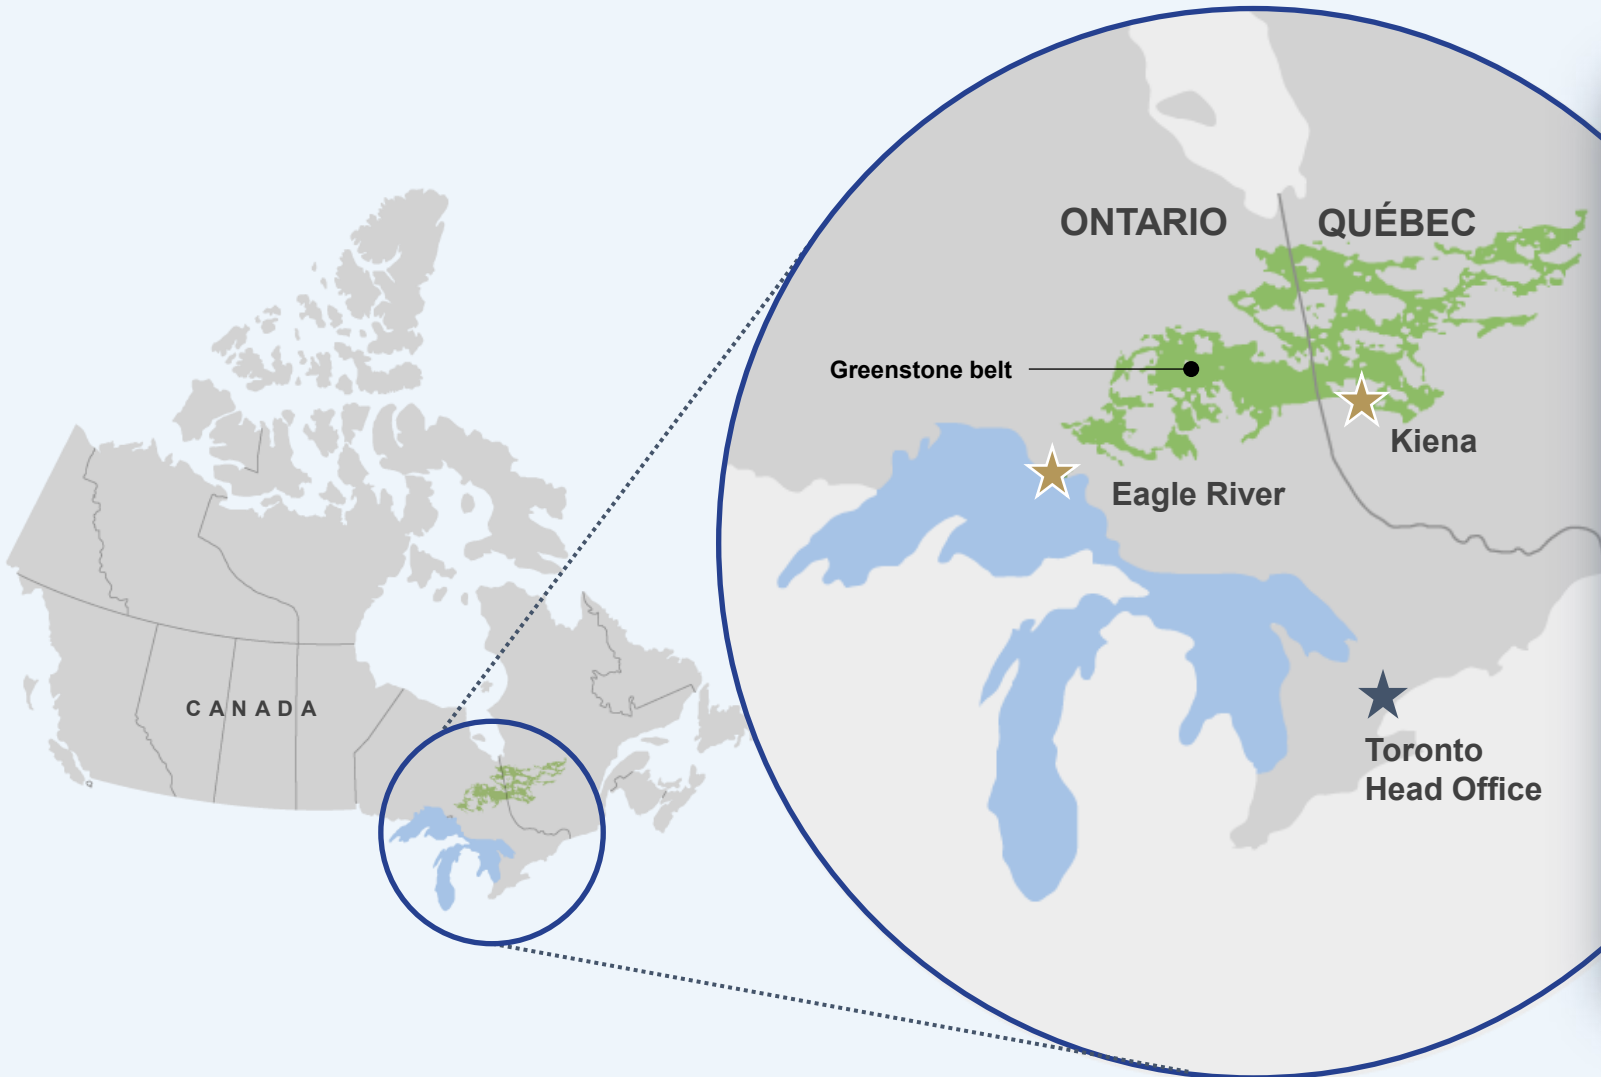 ONTARIO
QUÉBEC
Greenstone belt
Kiena
Eagle River
CANADA
Toronto
Head Office